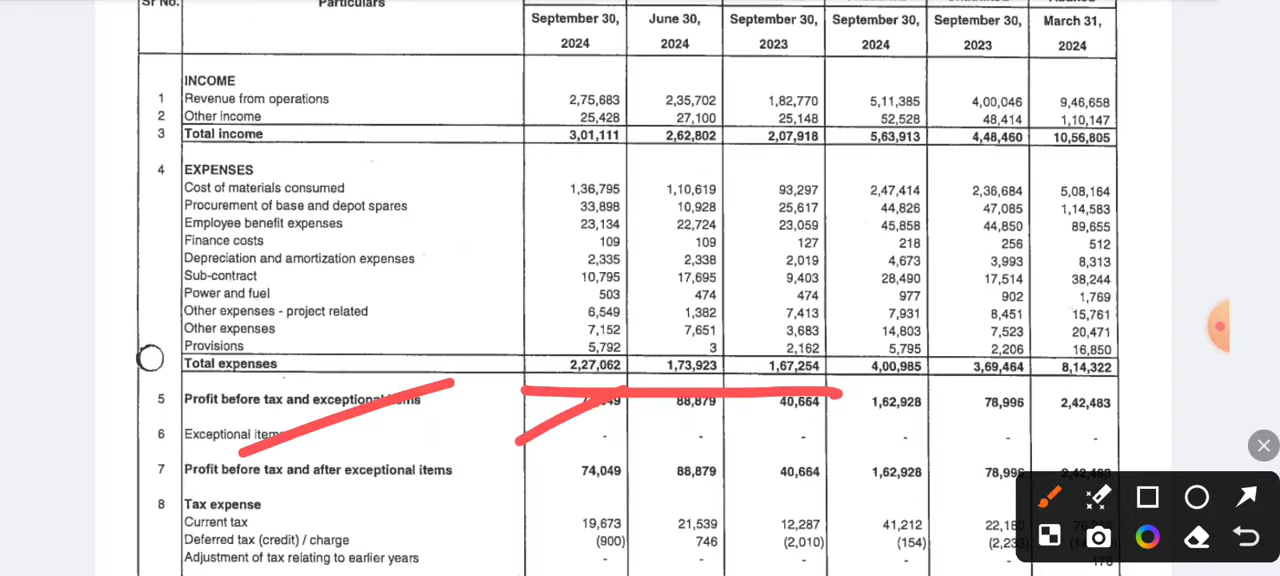 Sr No. Particulars
September 30, June 30, September 30, September 30, September 30, March 31,
2024 2024 2023 2024 2023 2024
INCOME
1 Revenue from operations 2,75,683 2,35,702 1,82,770 5,11,385 4,00,046 9,46,658
2 Other income 25,428 27,100 25,148 52,528 48,414 1,10,147
3 Total income 3,01,111 2,62,802 2,07,918 5,63,913 4,48,460 10,56,805
4 EXPENSES
Cost of materials consumed 1,36,795 1,10,619 93,297 2,47,414 2,36,684 5,08,164
Procurement of base and depot spares 33,898 10,928 25,617 44,826 47,085 1,14,583
Employee benefit expenses 23,134 22,724 23,059 45,858 44,850 89,655
Finance costs 109 109 127 218 256 512
Depreciation and amortization expenses 2,335 2,338 2,019 4,673 3,993 8,313
Sub-contract 10,795 17,695 9,403 28,490 17,514 38,244
Power and fuel 503 474 474 977 902 1,769
Other expenses - project related 6,549 1,382 7,413 7,931 8,451 15,761
Other expenses 7,152 7,651 3,683 14,803 7,523 20,471
Provisions 5,792 3 2,162 5,795 2,206 16,850
Total expenses 2,27,062 1,73,923 1,67,254 4,00,985 3,69,464 8,14,322
5 Profit before tax and exceptional items 88,879 40,664 1,62,928 78,996 2,42,483
6 Exceptional - - - - - -
7 Profit before tax and after exceptional items 74,049 88,879 40,664 1,62,928 78,996 2,42,483
8 Tax expense
Current tax 19,673 21,539 12,287 41,212
Deferred tax (credit) / charge (900) 746 (2,010) (154)
Adjustment of tax relating to earlier years - - - - -